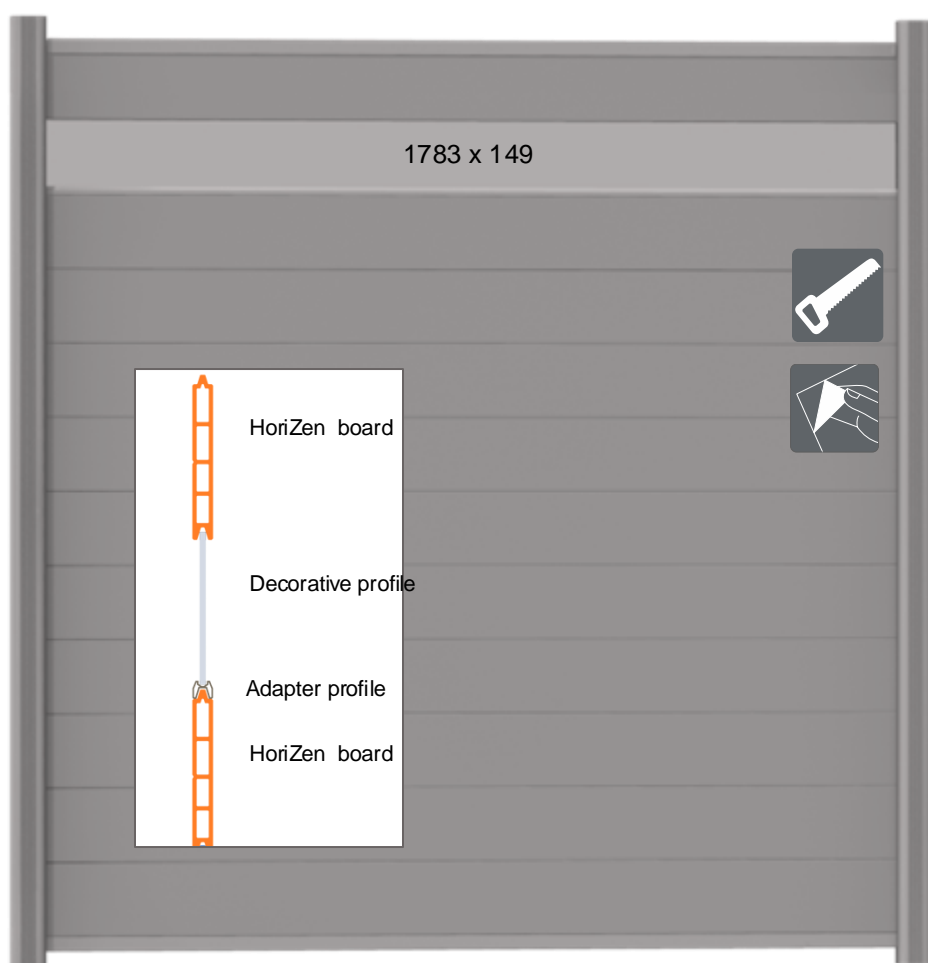 1783 x 149
HoriZen board
Decorative profile
Adapter profile
HoriZen board